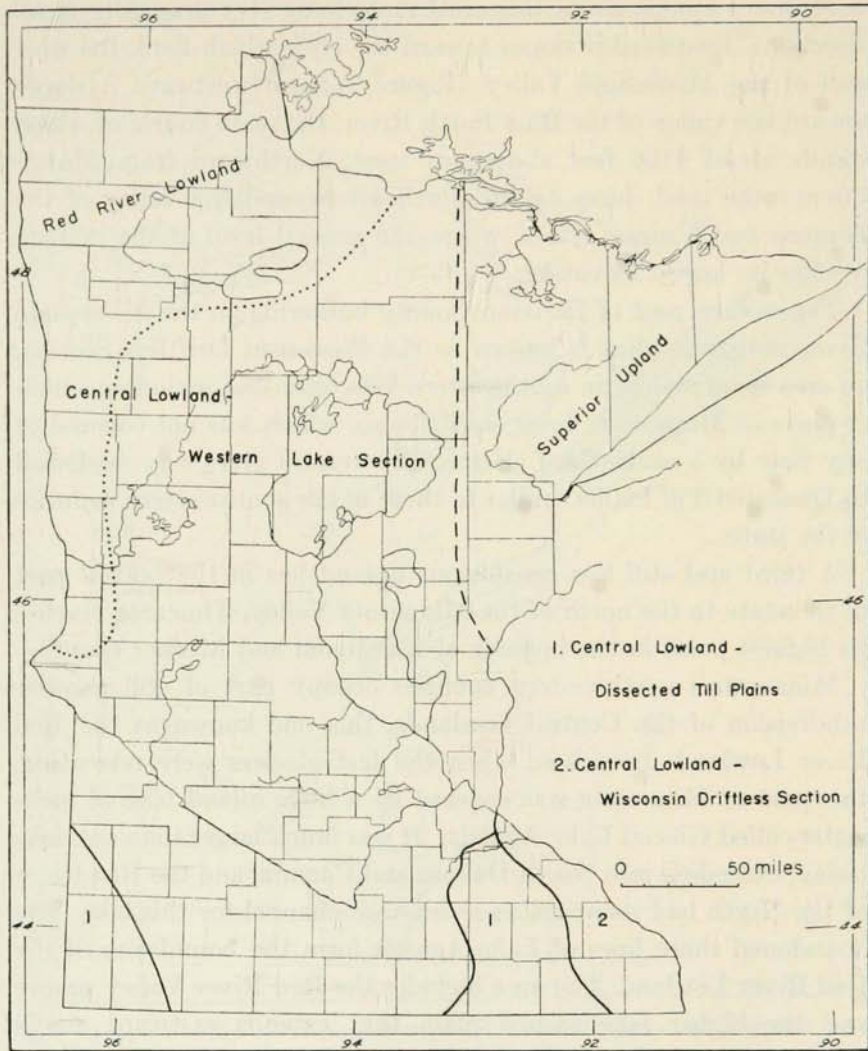 96 94 92 90
Red River Lowland
48
Central Lowland-
Western Lake Section
Superior Upland
46
46
1. Central Lowland -
Dissected Till Plains
2. Central Lowland -
Wisconsin Driftless Section
0 50 miles
44
44
1 1 2
96 94 92 90